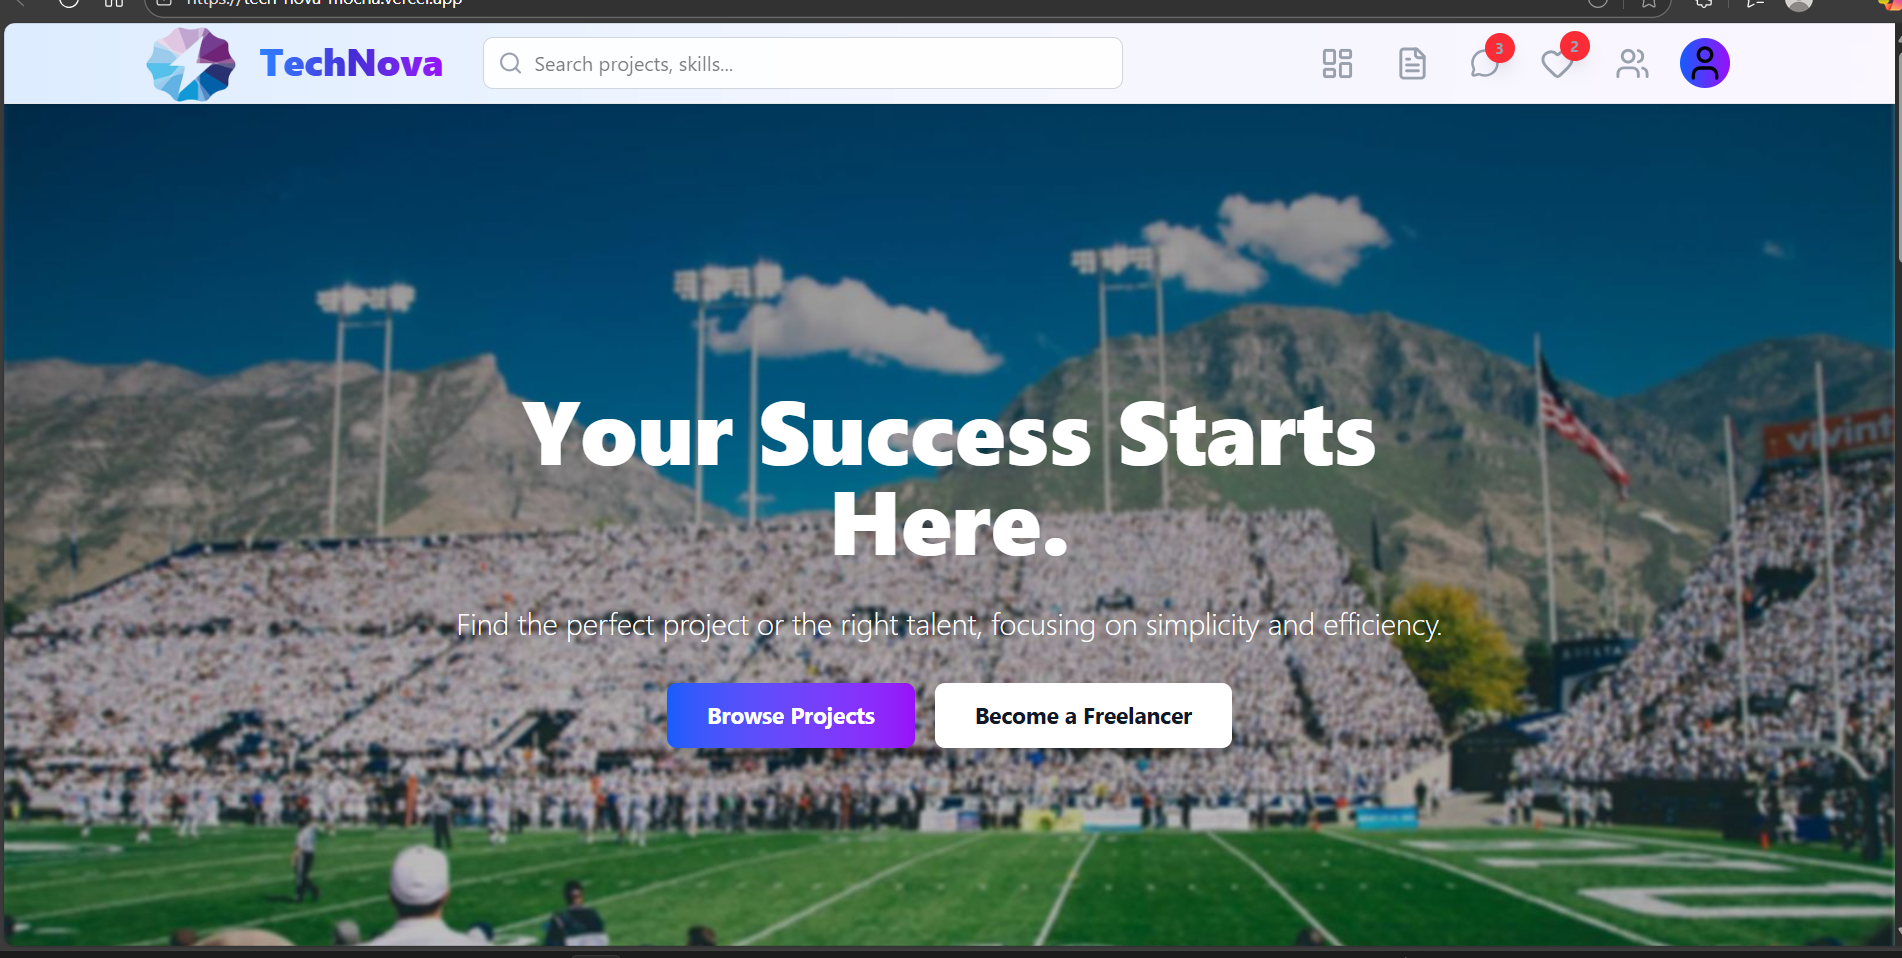 https://tech-nova-mocha.vercel.app
TechNova
Search projects, skills...
3
2
vivint
Your Success Starts
Here.
Find the perfect project or the right talent, focusing on simplicity and efficiency.
Browse Projects
Become a Freelancer